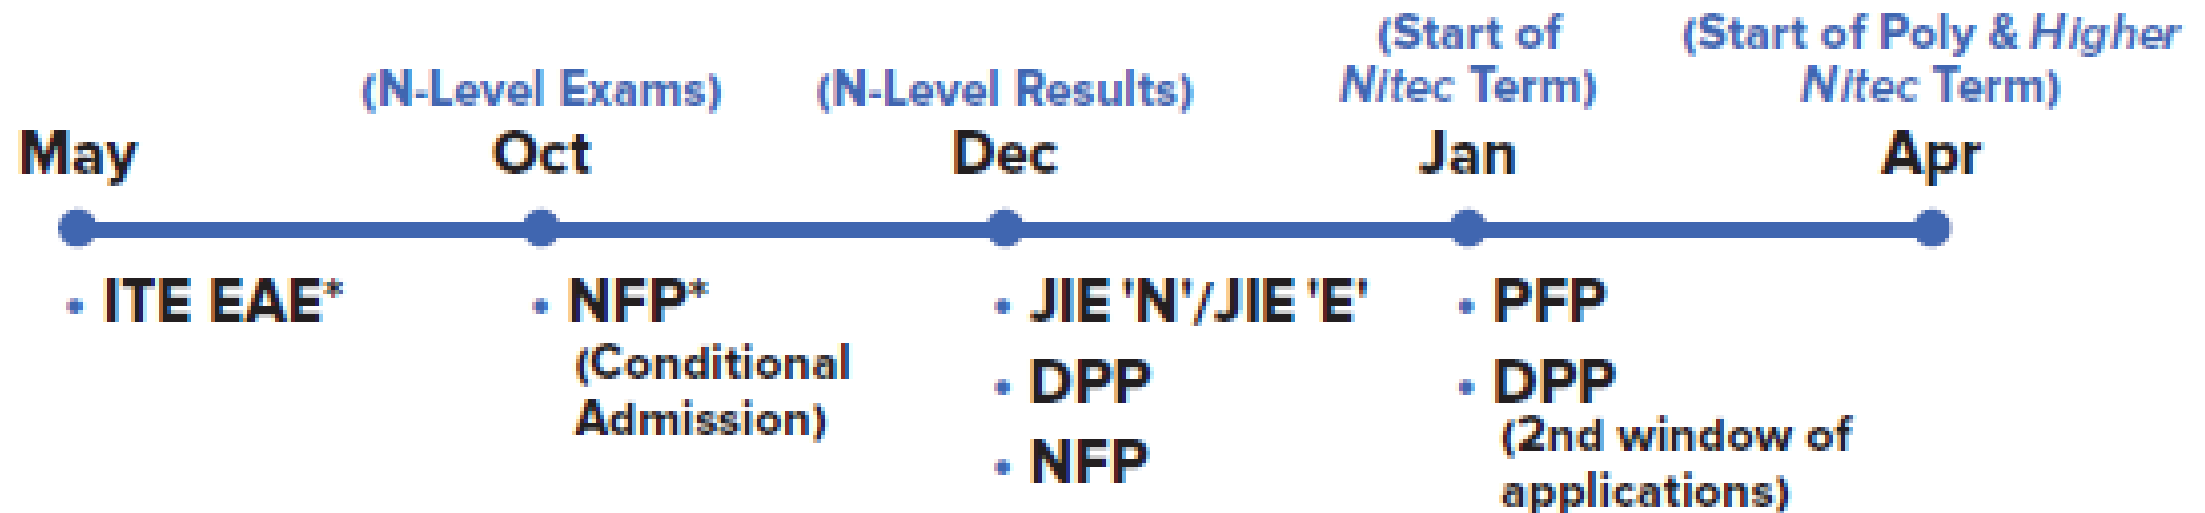 (N-Level Exams)
(N-Level Results)
(Start of
Nitec Term)
(Start of Poly & Higher
Nitec Term)
May
Oct
Dec
Jan
Apr
• ITE EAE*
• NFP*
(Conditional
Admission)
• JIE 'N'/JIE 'E'
• DPP
• NFP
• PFP
• DPP
(2nd window of
applications)